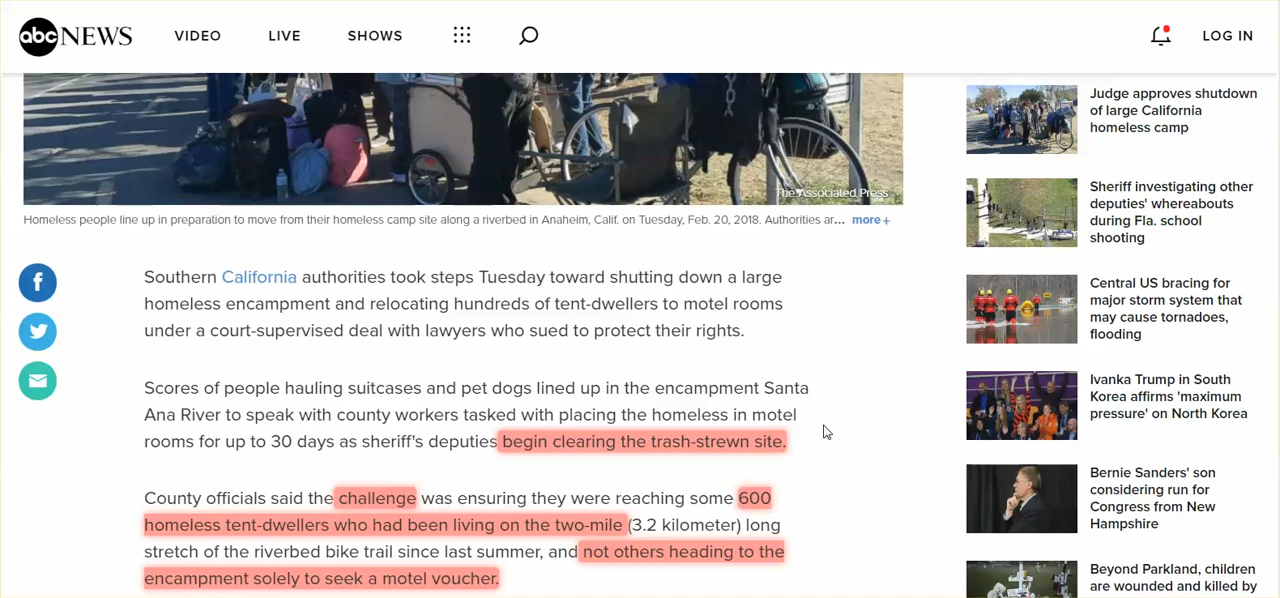 abc NEWS VIDEO LIVE SHOWS LOG IN
The Associated Press
Homeless people line up in preparation to move from their homeless camp site along a riverbed in Anaheim, Calif. on Tuesday, Feb. 20, 2018. Authorities ar... more +
Southern California authorities took steps Tuesday toward shutting down a large
homeless encampment and relocating hundreds of tent-dwellers to motel rooms
under a court-supervised deal with lawyers who sued to protect their rights.
Scores of people hauling suitcases and pet dogs lined up in the encampment Santa
Ana River to speak with county workers tasked with placing the homeless in motel
rooms for up to 30 days as sheriff's deputies begin clearing the trash-strewn site.
County officials said the challenge was ensuring they were reaching some 600
homeless tent-dwellers who had been living on the two-mile (3.2 kilometer) long
stretch of the riverbed bike trail since last summer, and not others heading to the
encampment solely to seek a motel voucher.
Judge approves shutdown
of large California
homeless camp
Sheriff investigating other
deputies' whereabouts
during Fla. school
shooting
Central US bracing for
major storm system that
may cause tornadoes,
flooding
Ivanka Trump in South
Korea affirms 'maximum
pressure' on North Korea
Bernie Sanders' son
considering run for
Congress from New
Hampshire
Beyond Parkland, children
are wounded and killed by